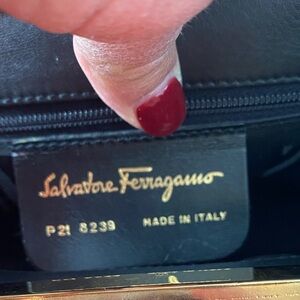 Salvatore Ferragamo
P21 8239 MADE IN ITALY